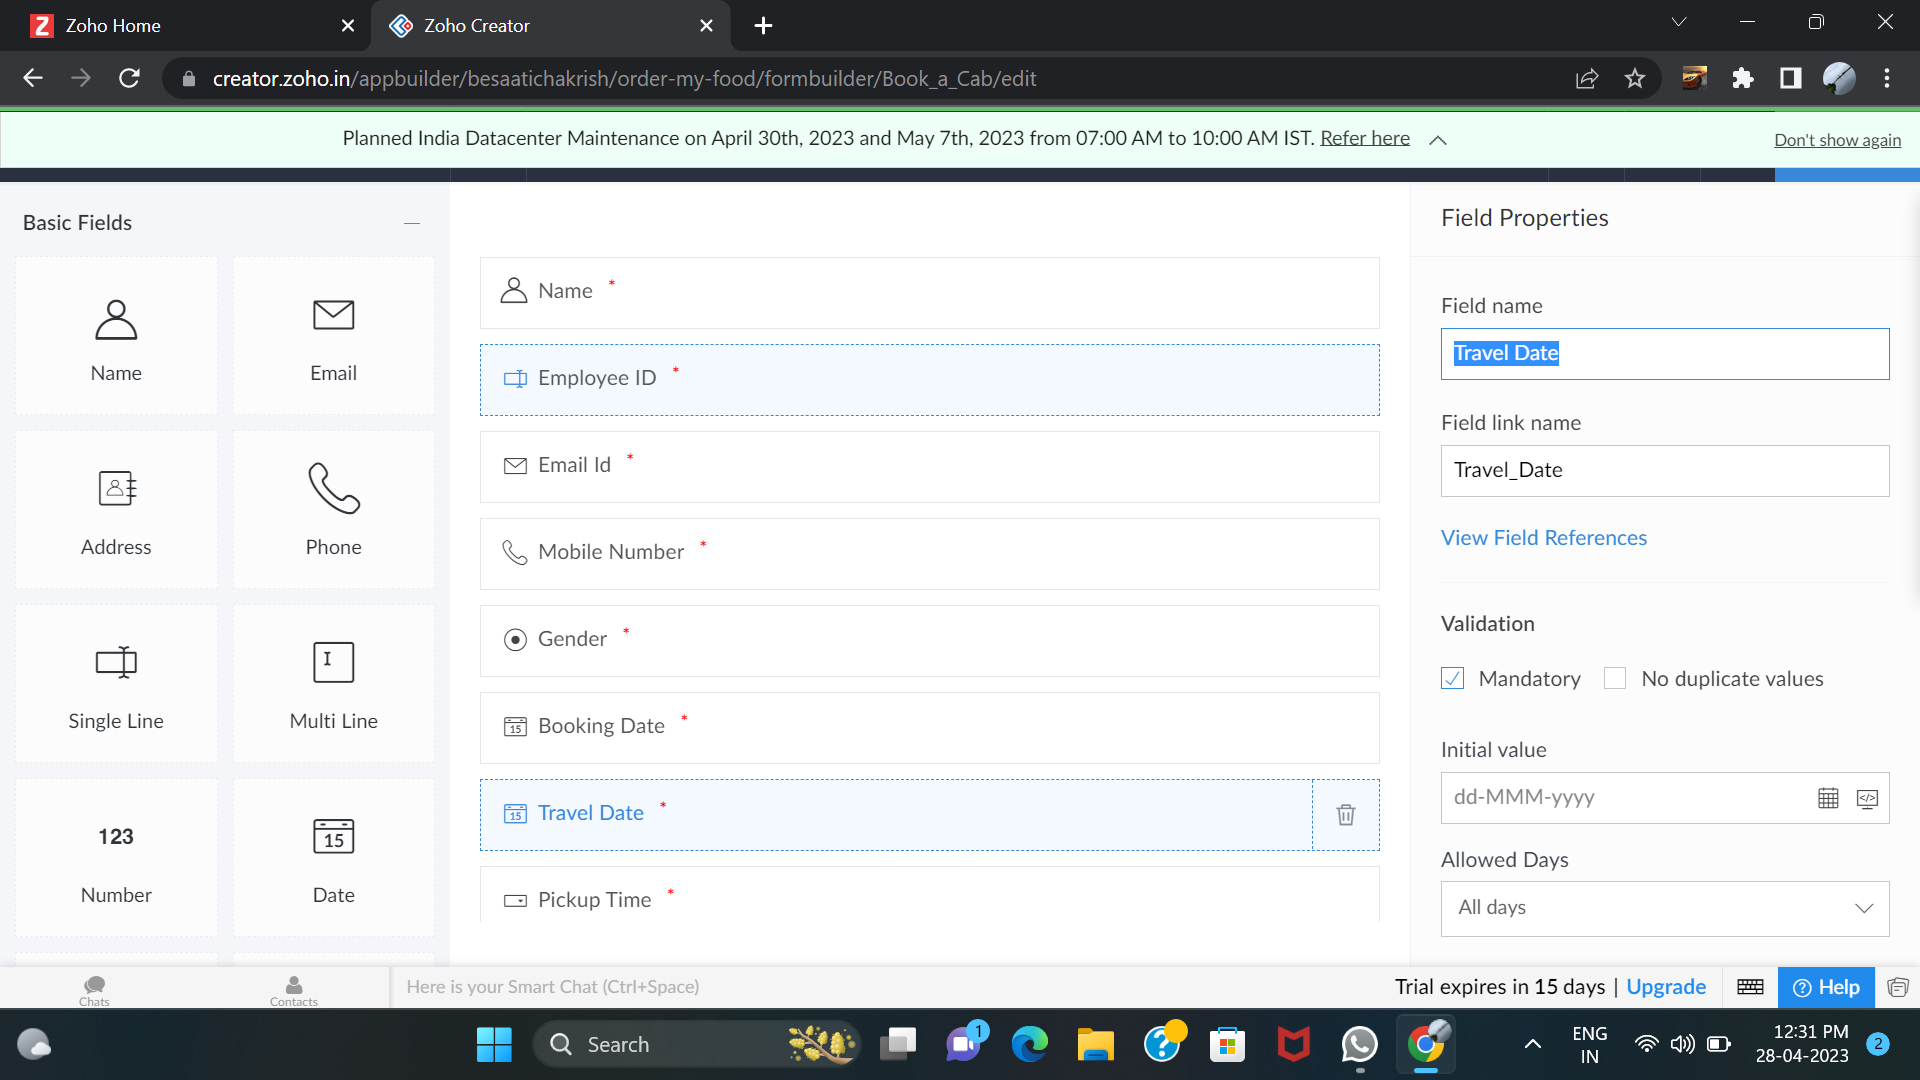 Zoho Home
Zoho Creator
creator.zoho.in/appbuilder/besaatichakrish/order-my-food/formbuilder/Book_a_Cab/edit
Planned India Datacenter Maintenance on April 30th, 2023 and May 7th, 2023 from 07:00 AM to 10:00 AM IST. Refer here
Don't show again
Basic Fields
Name
Email
Address
Phone
Single Line
Multi Line
123
Number
15
Date
Name *
Employee ID *
Email Id *
Mobile Number *
Gender *
15 Booking Date *
15 Travel Date *
Pickup Time *
Field Properties
Field name
Travel Date
Field link name
Travel_Date
View Field References
Validation
Mandatory
No duplicate values
Initial value
dd-MMM-yyyy
Allowed Days
All days
Chats
Contacts
Here is your Smart Chat (Ctrl+Space)
Trial expires in 15 days | Upgrade
Help
Search
1
ENG
IN
12:31 PM
28-04-2023
2